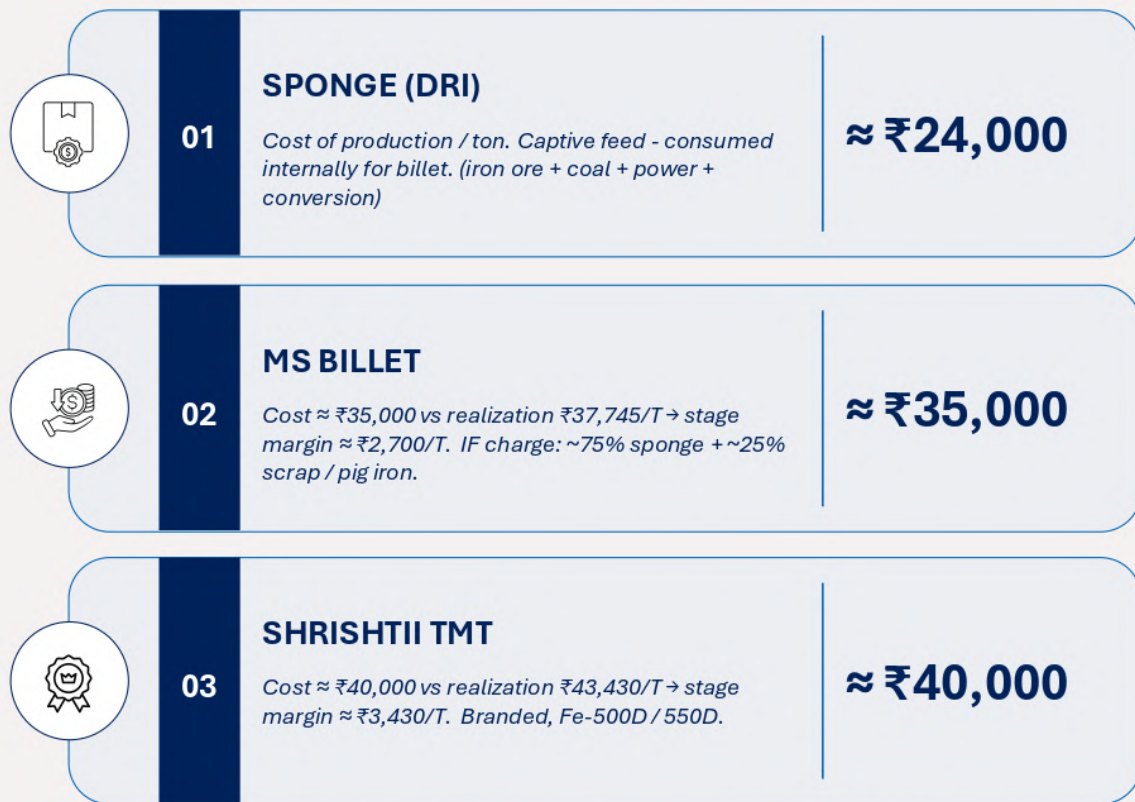 SPONGE (DRI)
01
Cost of production / ton. Captive feed - consumed
internally for billet. (iron ore + coal + power +
conversion)
≈ ₹24,000
MS BILLET
02
Cost ≈ ₹35,000 vs realization ₹37,745/T → stage
margin ≈ ₹2,700/T. IF charge: ~75% sponge + ~25%
scrap / pig iron.
≈ ₹35,000
SHRISHTII TMT
03
Cost ≈ ₹40,000 vs realization ₹43,430/T → stage
margin ≈ ₹3,430/T. Branded, Fe-500D / 550D.
≈ ₹40,000